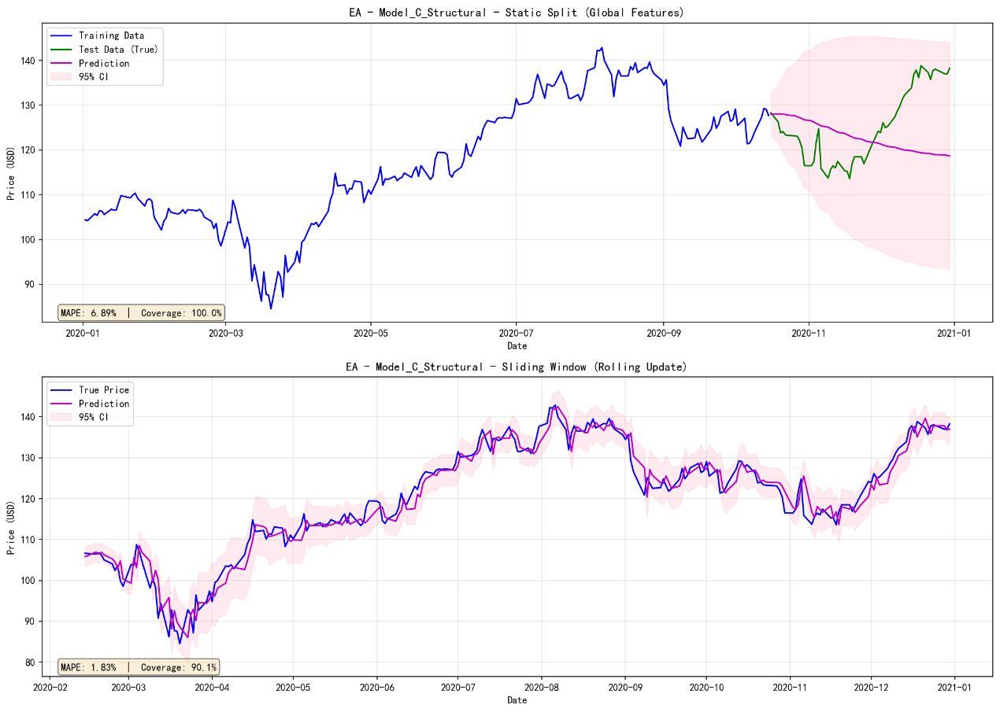 EA - Model_C_Structural - Static Split (Global Features)
Training Data
Test Data (True)
Prediction
95% CI
Price (USD)
140
130
120
110
100
90
MAPE: 6.89% | Coverage: 100.0%
2020-01
2020-03
2020-05
2020-07
2020-09
2020-11
2021-01
Date
EA - Model_C_Structural - Sliding Window (Rolling Update)
True Price
Prediction
95% CI
Price (USD)
140
130
120
110
100
90
80
MAPE: 1.83% | Coverage: 90.1%
2020-02
2020-03
2020-04
2020-05
2020-06
2020-07
2020-08
2020-09
2020-10
2020-11
2020-12
2021-01
Date